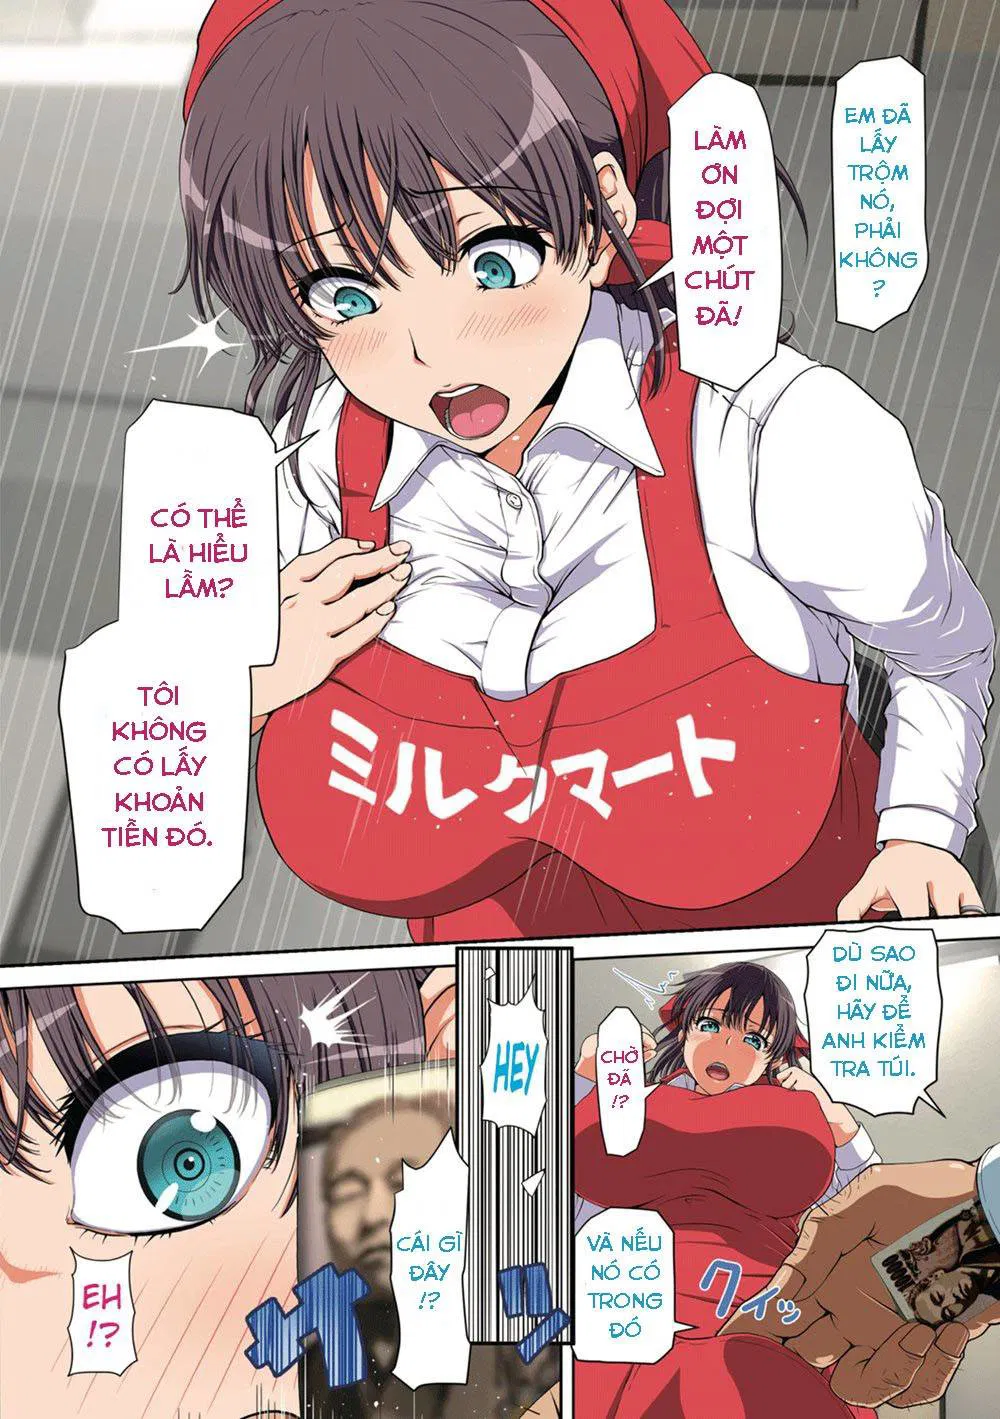 EM ĐÃ
LẤY
TRỘM
NÓ,
PHẢI
KHÔNG
?
LÀM
ƠN
ĐỢI
MỘT
CHÚT
ĐÃ!
CÓ THỂ
LÀ HIỂU
LẦM?
TÔI
KHÔNG
CÓ LẤY
KHOẢN
TIỀN ĐÓ.
ミルクマート
DÙ SAO
ĐI NỮA,
HÃY ĐỂ
ANH KIỂM
TRA TÚI.
CHỜ
ĐÃ
!?
VÃ NẾU
NÓ CÓ
TRONG
ĐÓ
クイッ
10000
HEY
CÁI GÌ
ĐÂY
!?
EH
!?